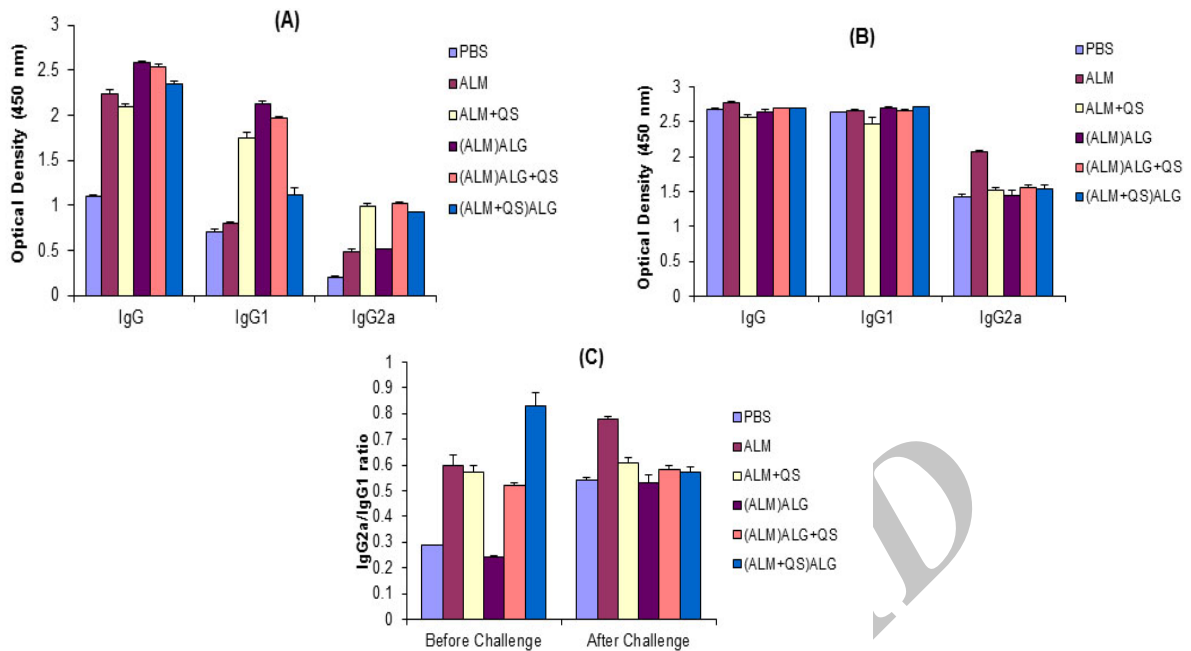 (A)
Optical Density (450 nm)
3
2.5
2
1.5
1
0.5
0
IgG
IgG1
IgG2a
PBS
ALM
ALM+QS
(ALM)ALG
(ALM)ALG+QS
(ALM+QS)ALG
(B)
Optical Density (450 nm)
3
2.5
2
1.5
1
0.5
0
IgG
IgG1
IgG2a
PBS
ALM
ALM+QS
(ALM)ALG
(ALM)ALG+QS
(ALM+QS)ALG
(C)
IgG2a/IgG1 ratio
1
0.9
0.8
0.7
0.6
0.5
0.4
0.3
0.2
0.1
0
Before Challenge
After Challenge
PBS
ALM
ALM+QS
(ALM)ALG
(ALM)ALG+QS
(ALM+QS)ALG
D